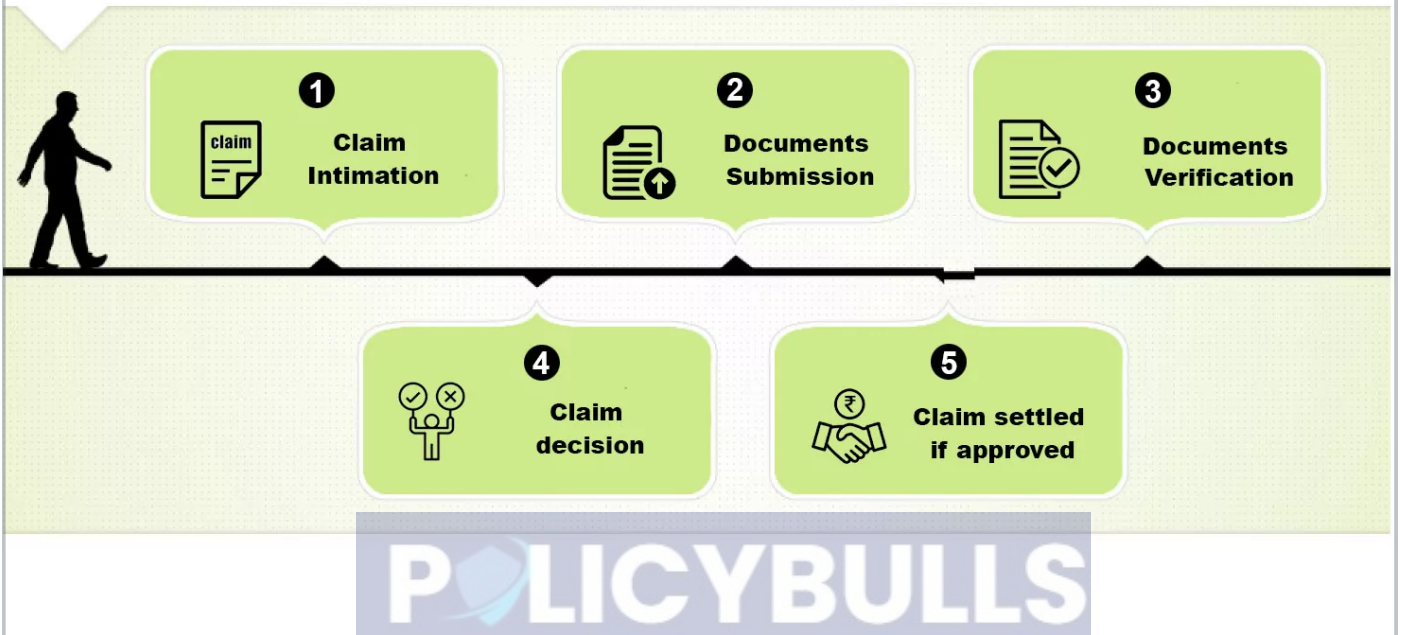 1
claim
Claim
Intimation
2
Documents
Submission
3
Documents
Verification
4
Claim
decision
5
₹
Claim settled
if approved
POLICYBULLS